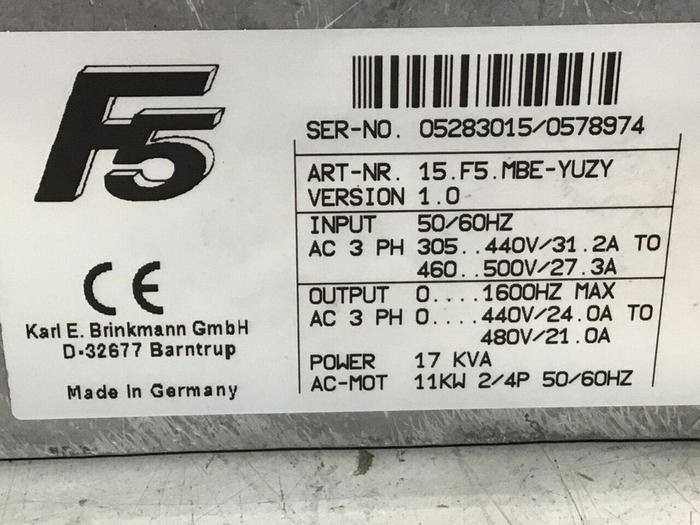 F5
SER-NO. 05283015/0578974
ART-NR. 15.F5.MBE-YUZY
VERSION 1.0
INPUT 50/60HZ
AC 3 PH 305..440V/31.2A TO
460..500V/27.3A
OUTPUT 0....1600HZ MAX
AC 3 PH 0....440V/24.0A TO
480V/21.0A
POWER 17 KVA
AC-MOT 11KW 2/4P 50/60HZ
CE
Karl E. Brinkmann GmbH
D-32677 Barntrup
Made in Germany